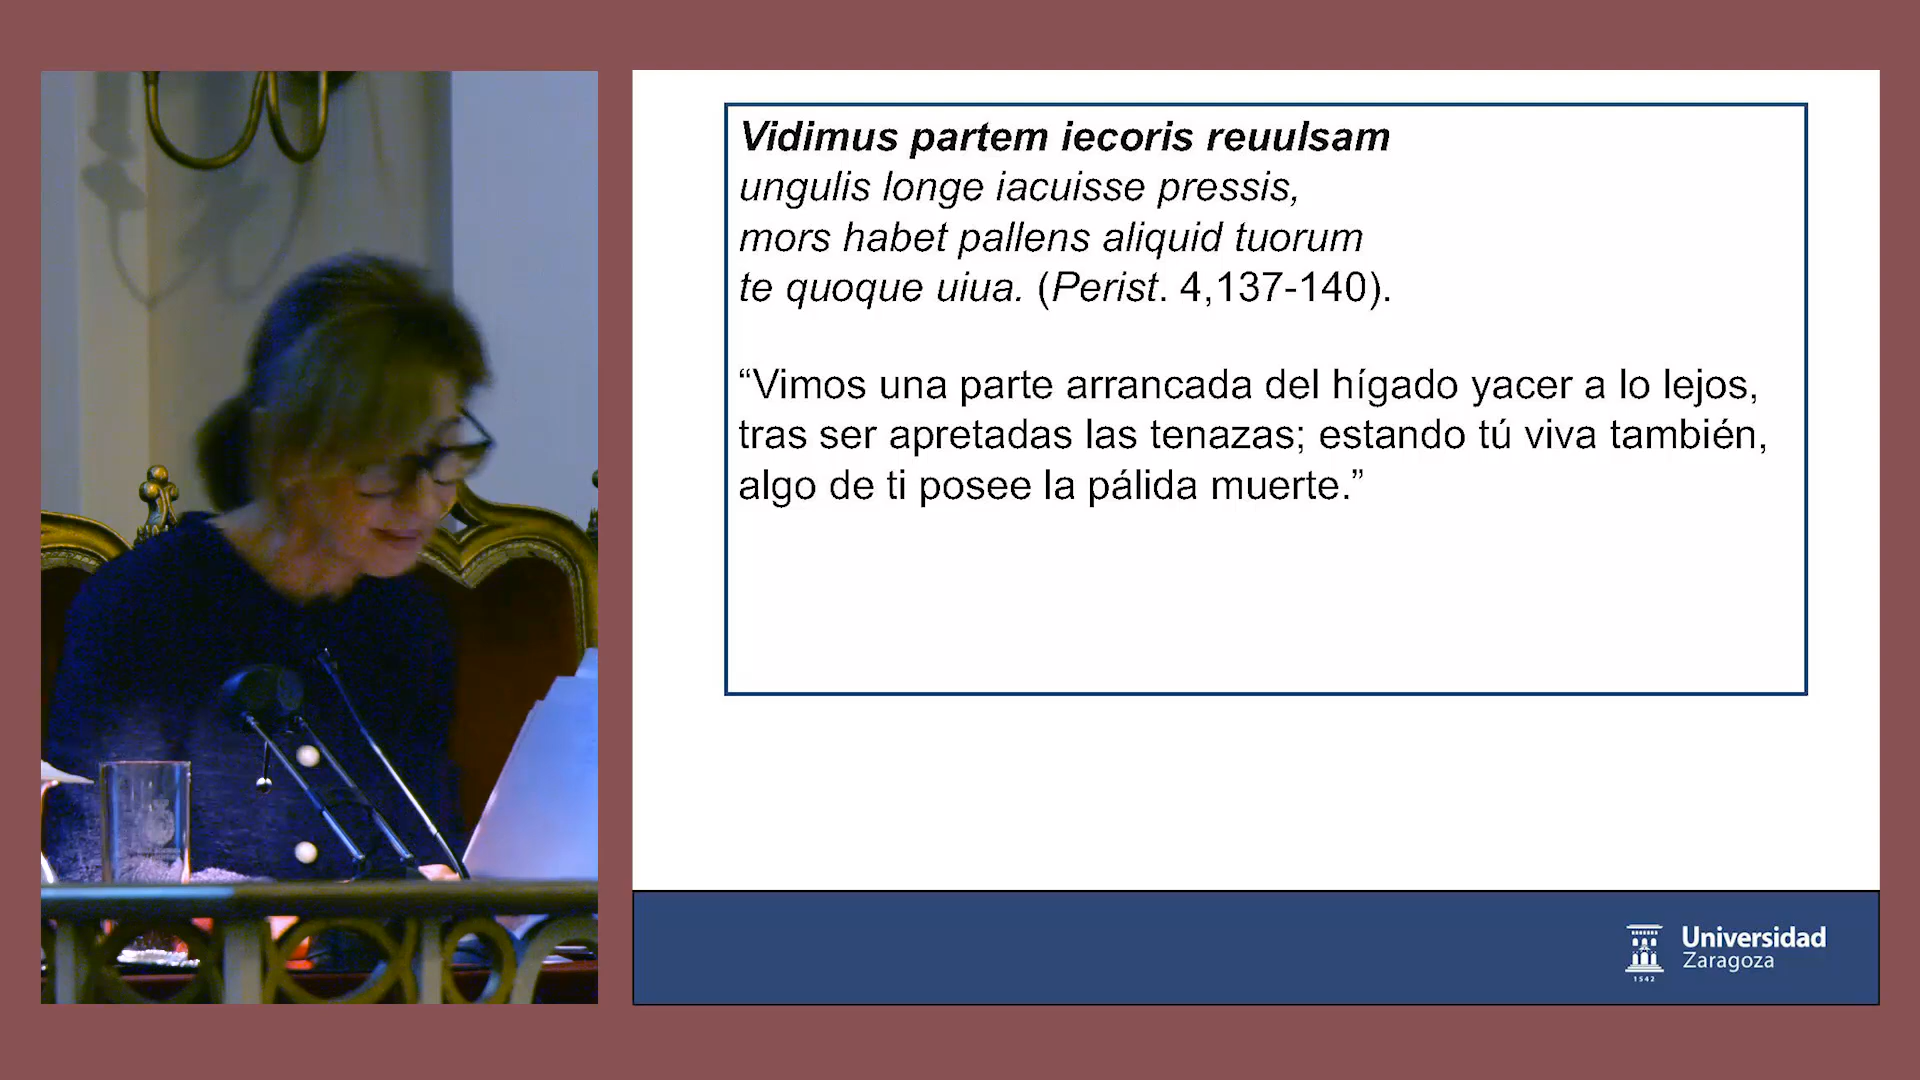 Vidimus partem iecoris reuulsam
ungulis longe iacuisse pressis,
mors habet pallens aliquid tuorum
te quoque uiua. (Perist. 4,137-140).
“Vimos una parte arrancada del hígado yacer a lo lejos,
tras ser apretadas las tenazas; estando tú viva también,
algo de ti posee la pálida muerte.”
Universidad
Zaragoza
1542